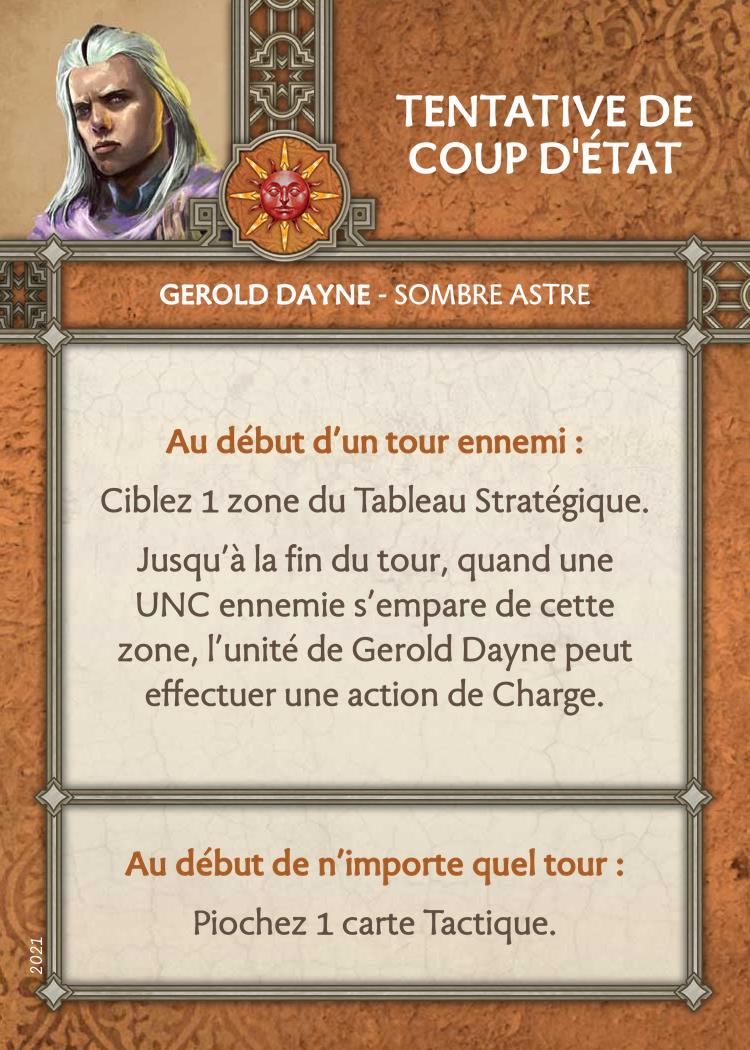 TENTATIVE DE
COUP D'ÉTAT
GEROLD DAYNE - SOMBRE ASTRE
Au début d’un tour ennemi :
Ciblez 1 zone du Tableau Stratégique.
Jusqu’à la fin du tour, quand une
UNC ennemie s’empare de cette
zone, l’unité de Gerold Dayne peut
effectuer une action de Charge.
Au début de n’importe quel tour :
Piochez 1 carte Tactique.
2021